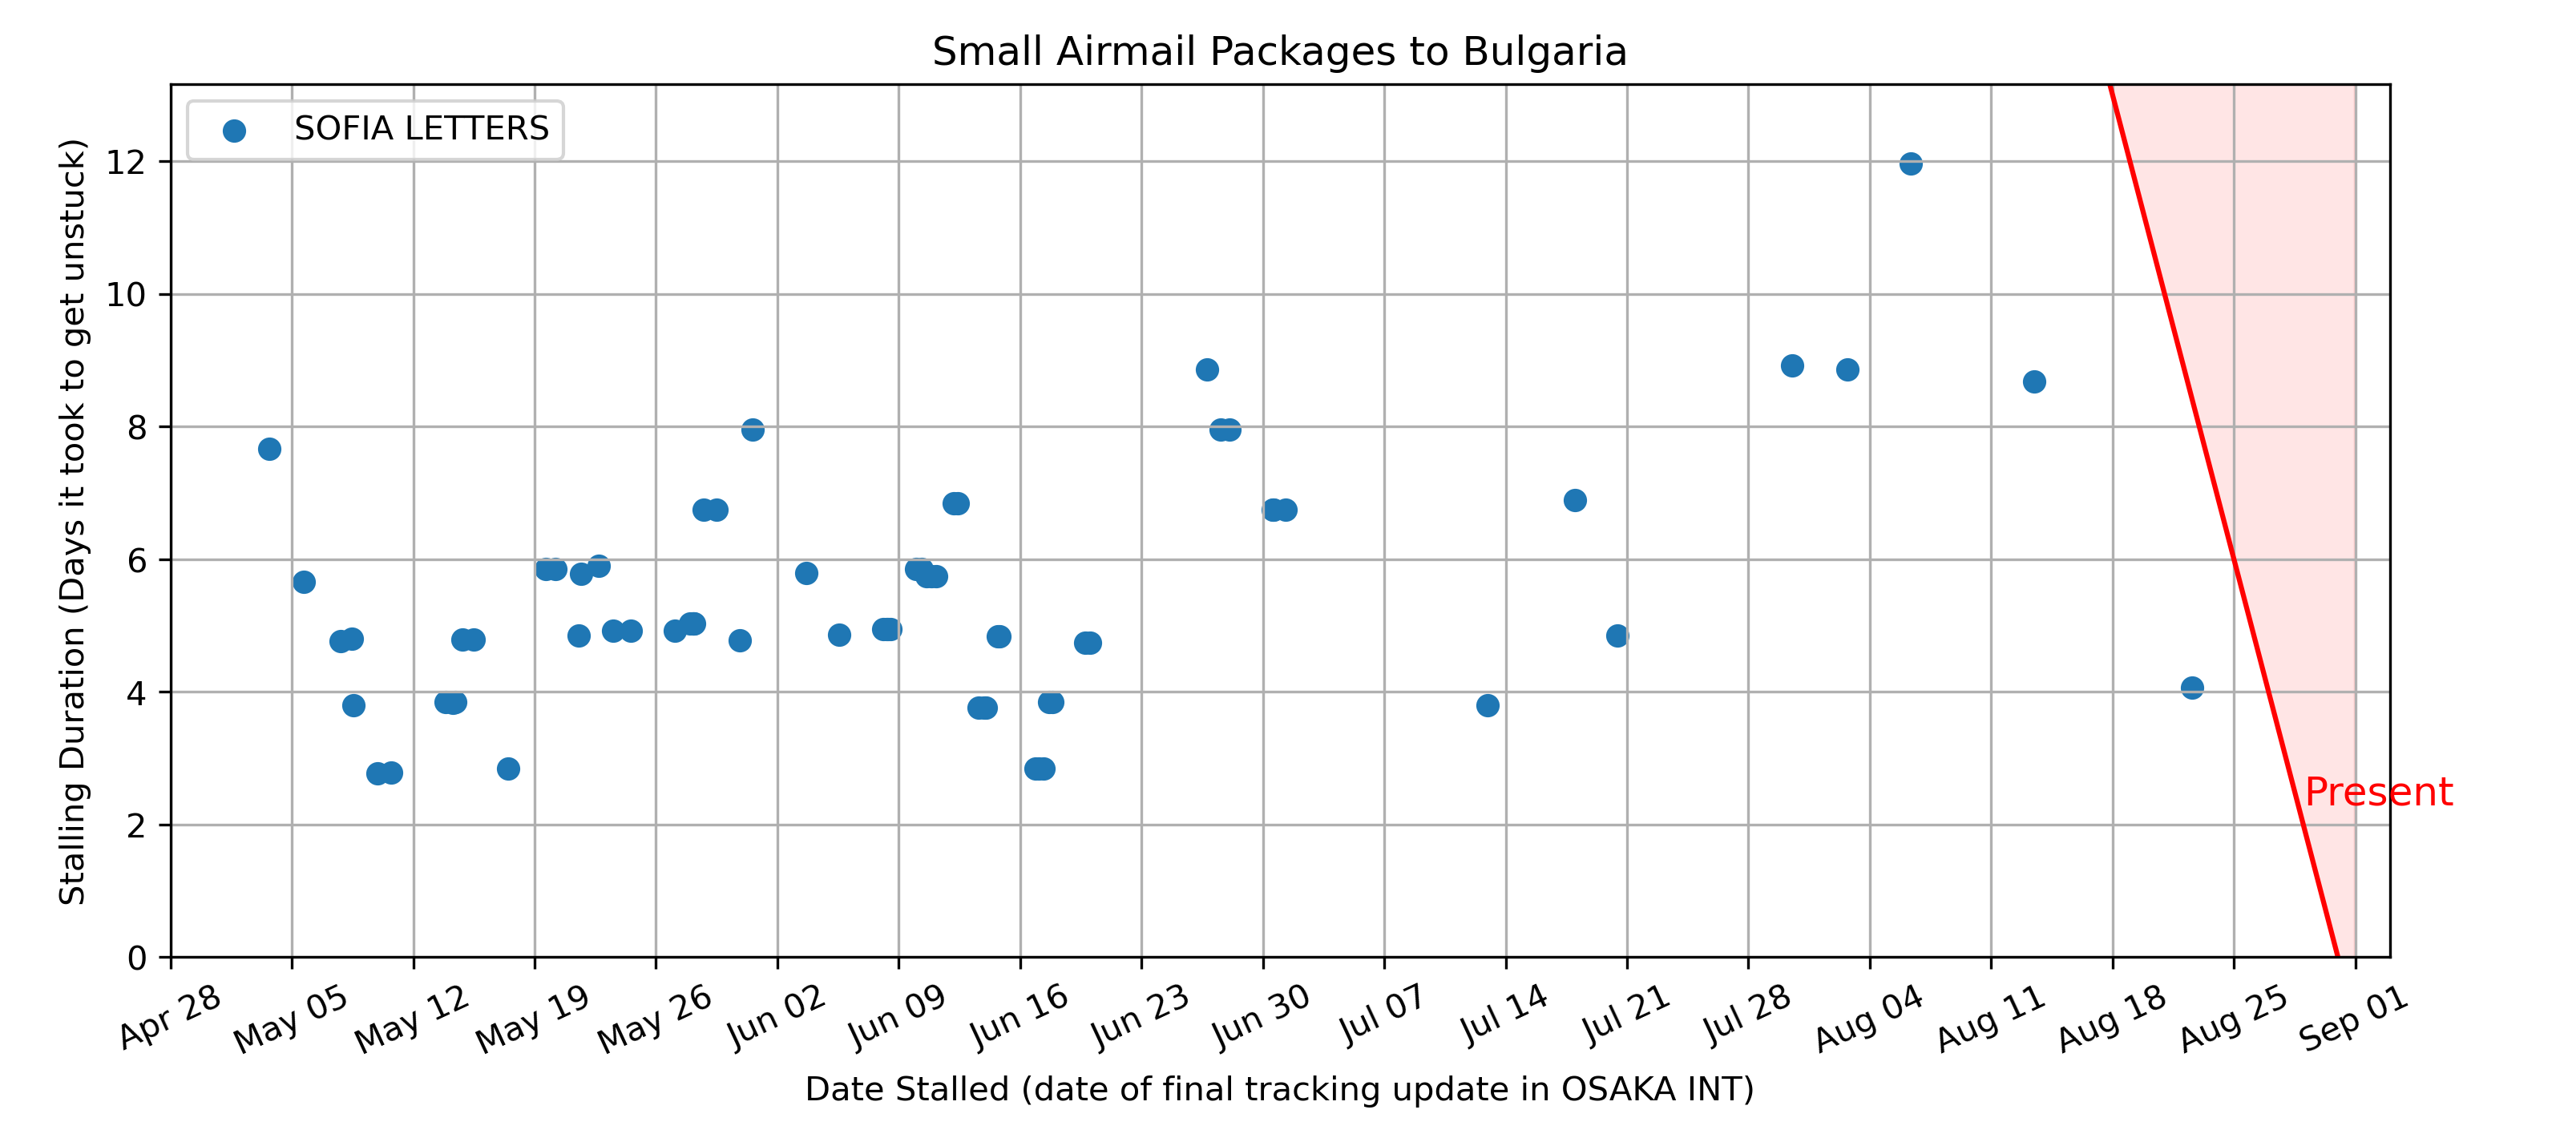 Small Airmail Packages to Bulgaria
SOFIA LETTERS
Stalling Duration (Days it took to get unstuck)
12
10
8
6
4
2
0
Present
Apr 28
May 05
May 12
May 19
May 26
Jun 02
Jun 09
Jun 16
Jun 23
Jun 30
Jul 07
Jul 14
Jul 21
Jul 28
Aug 04
Aug 11
Aug 18
Aug 25
Sep 01
Date Stalled (date of final tracking update in OSAKA INT)